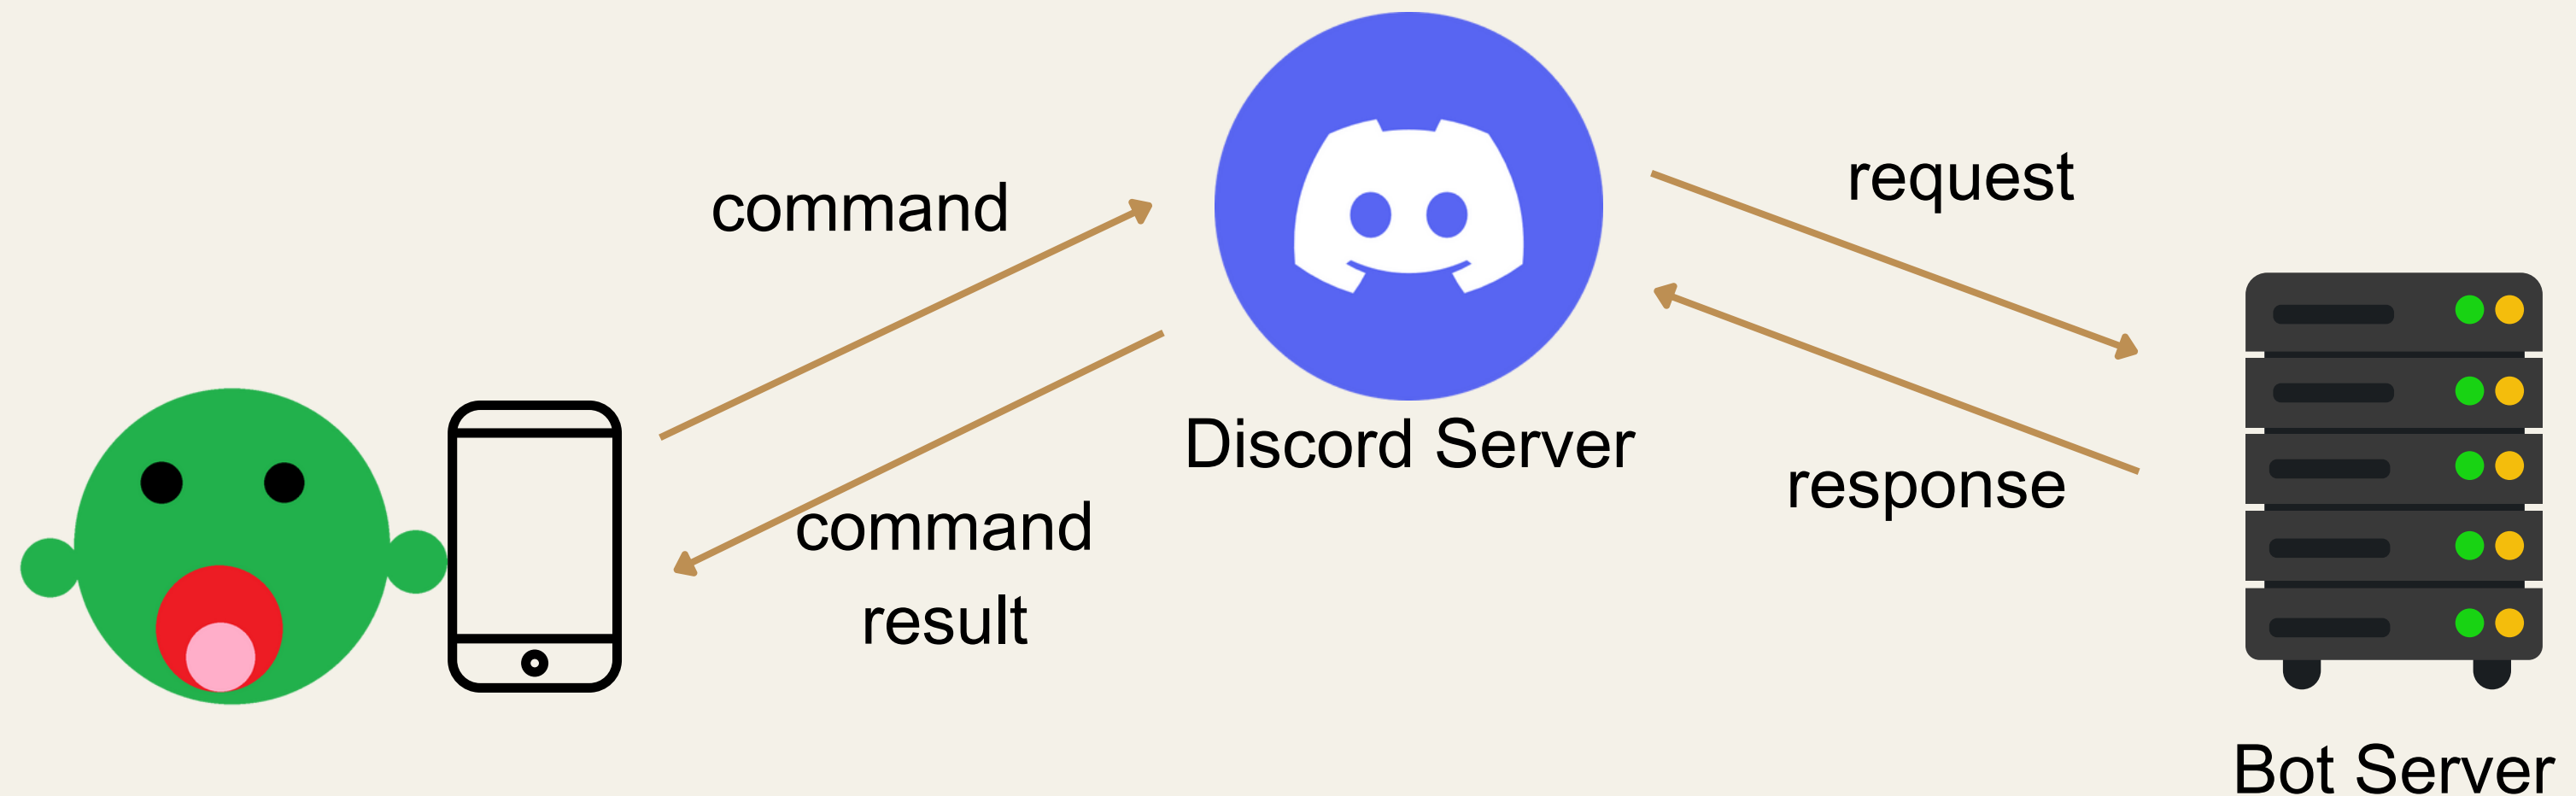 command
request
Discord Server
response
command
result
Bot Server